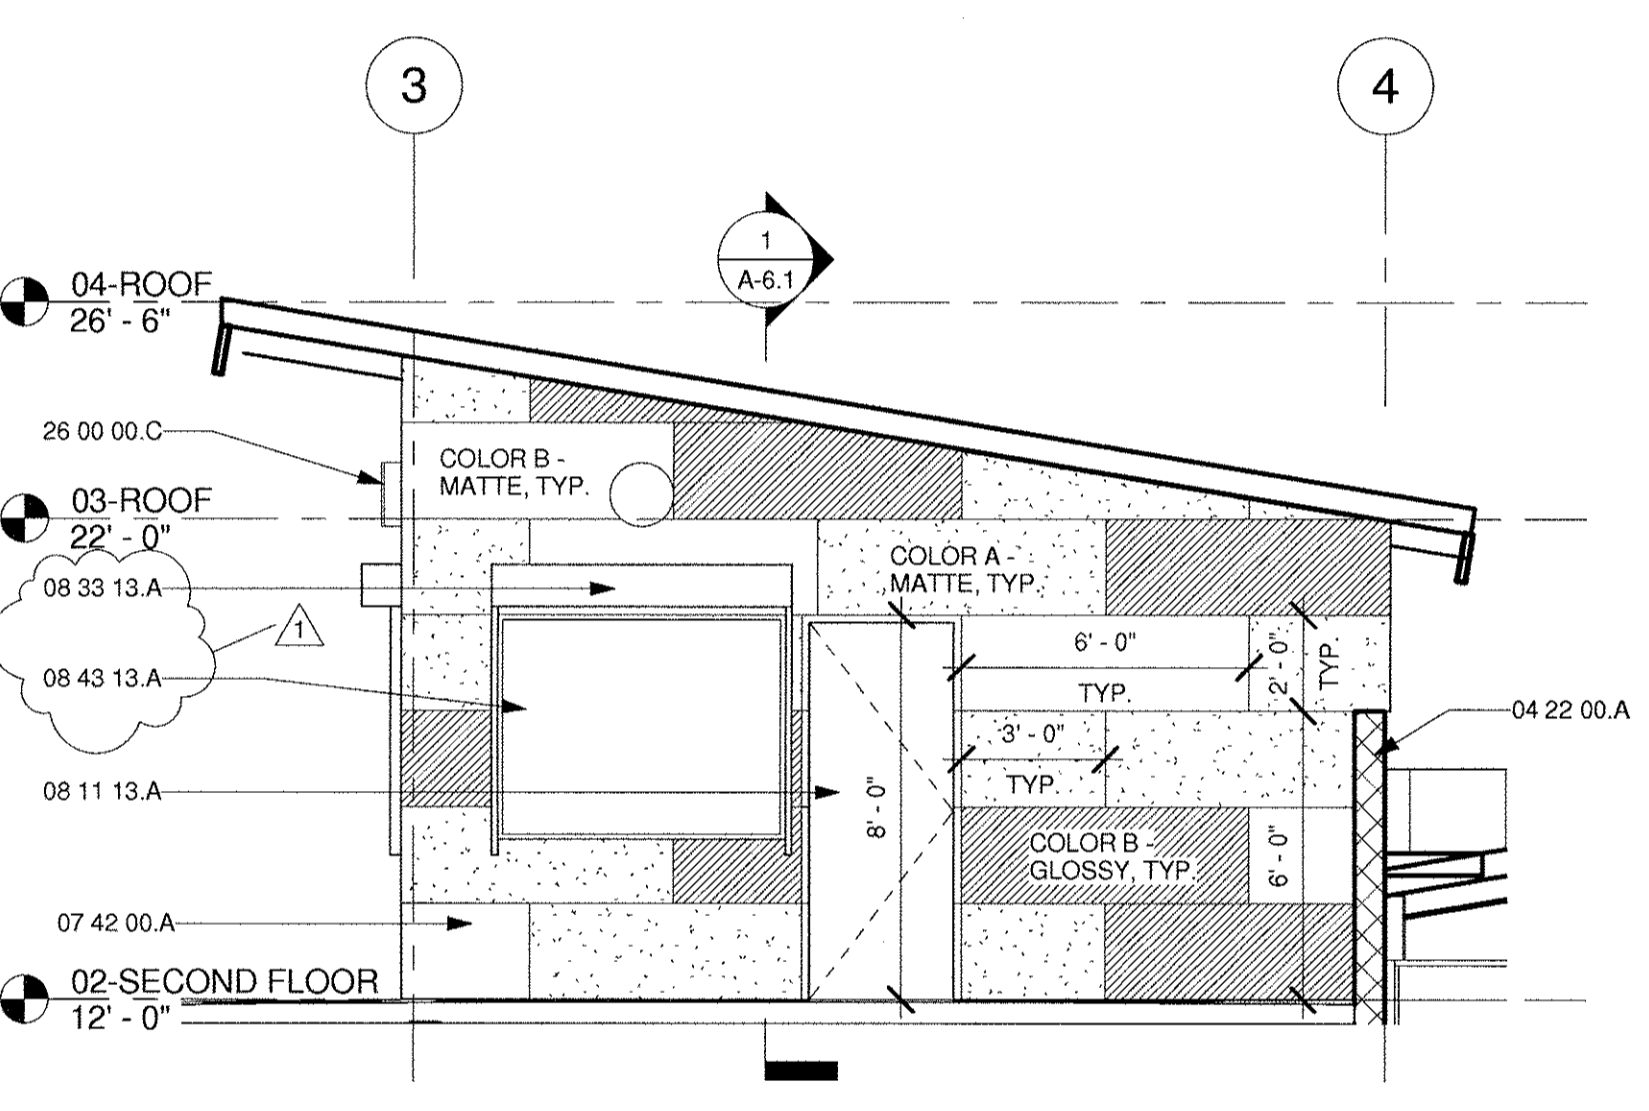 3
4
1
A-6.1
04-ROOF
26' - 6"
26 00 00.C
COLOR B -
MATTE, TYP.
03-ROOF
22' - 0"
COLOR A -
MATTE, TYP.
08 33 13.A
1
6' - 0"
TYP.
2' - 0"
TYP.
08 43 13.A
04 22 00.A
3' - 0"
TYP.
08 11 13.A
8' - 0"
COLOR B -
GLOSSY, TYP.
6' - 0"
07 42 00.A
02-SECOND FLOOR
12' - 0"